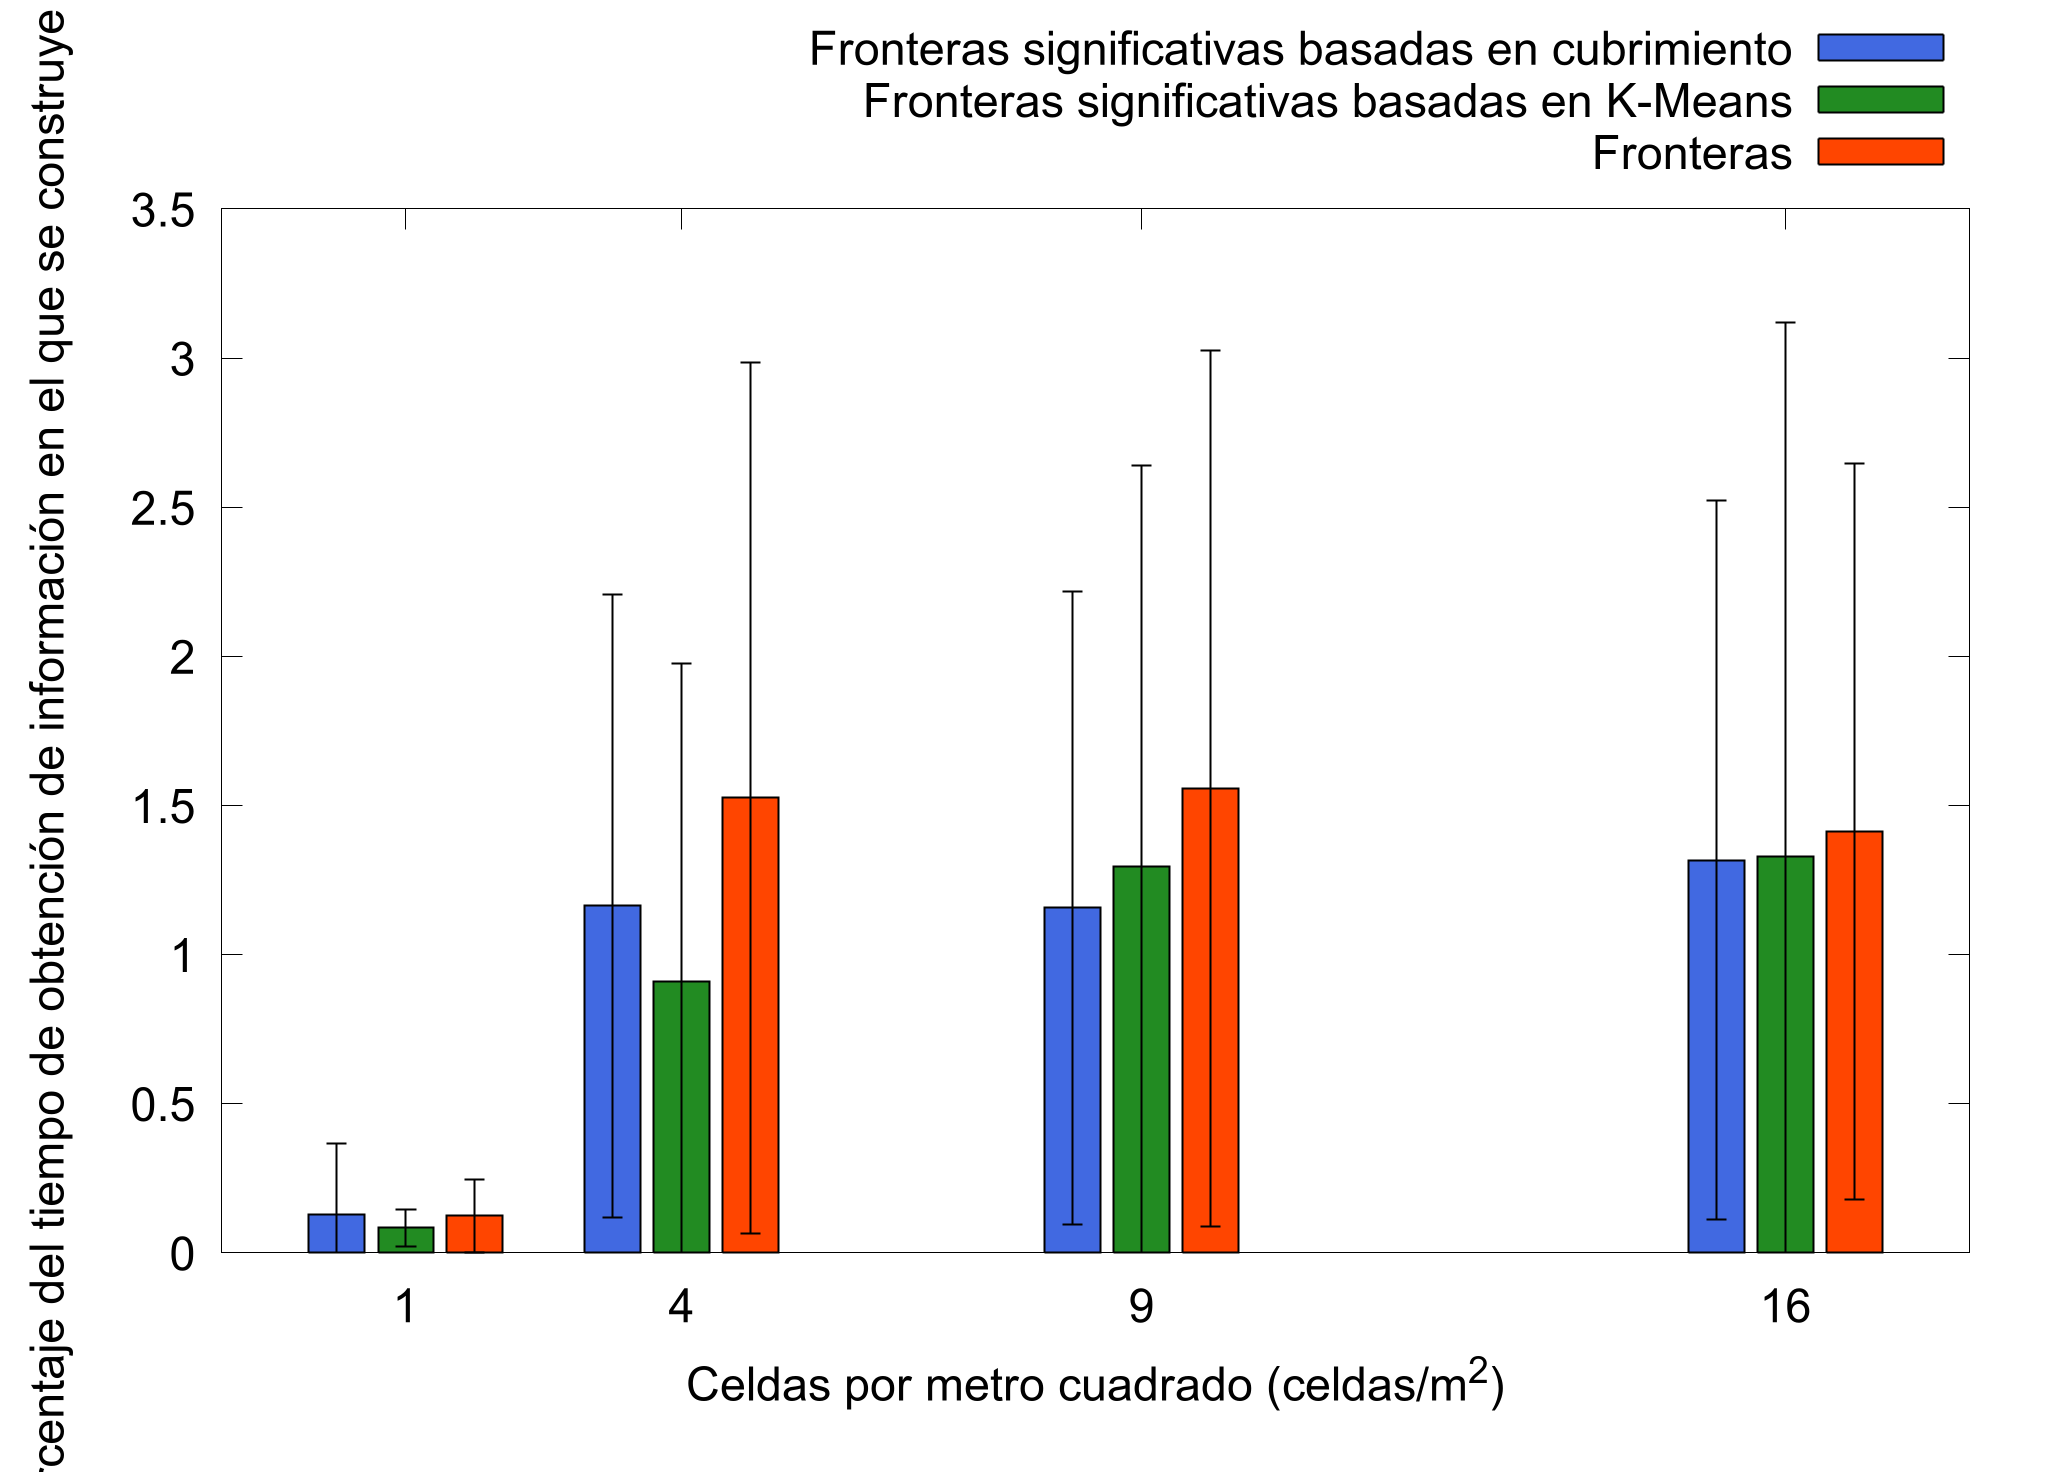 Fronteras significativas basadas en cubrimiento
Fronteras significativas basadas en K-Means
Fronteras
rcentaje del tiempo de obtención de información en el que se construye
3.5
3
2.5
2
1.5
1
0.5
0
1 4 9 16
Celdas por metro cuadrado (celdas/m²)